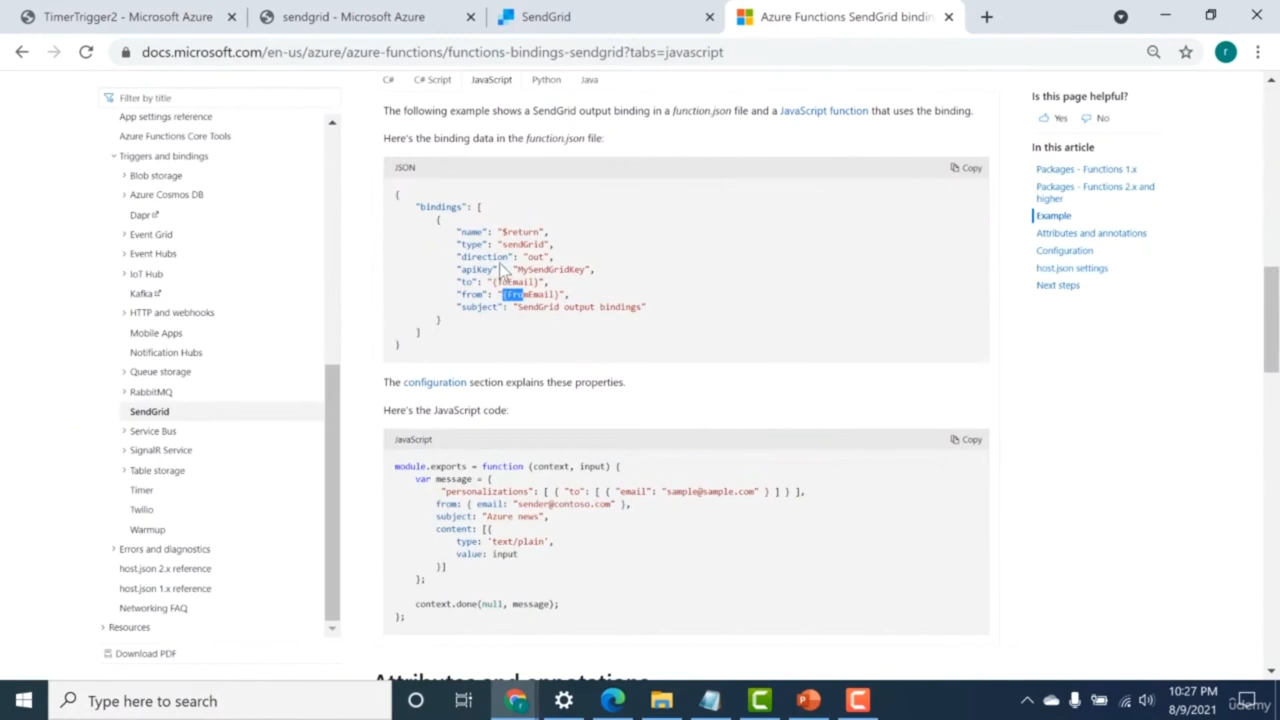 TimerTrigger2 - Microsoft Azure
sendgrid - Microsoft Azure
SendGrid
Azure Functions SendGrid bindin
docs.microsoft.com/en-us/azure/azure-functions/functions-bindings-sendgrid?tabs=javascript
r
Filter by title
App settings reference
Azure Functions Core Tools
Triggers and bindings
Blob storage
Azure Cosmos DB
Dapr
Event Grid
Event Hubs
IoT Hub
Kafka
HTTP and webhooks
Mobile Apps
Notification Hubs
Queue storage
RabbitMQ
SendGrid
Service Bus
SignalR Service
Table storage
Timer
Twilio
Warmup
Errors and diagnostics
host.json 2.x reference
host.json 1.x reference
Networking FAQ
Resources
Download PDF
C# C# Script JavaScript Python Java
The following example shows a SendGrid output binding in a function.json file and a JavaScript function that uses the binding.
Here's the binding data in the function.json file:
JSON Copy
{
"bindings": [
{
"name": "$return",
"type": "sendGrid",
"direction": "out",
"apiKey" "MySendGridKey",
"to": "{ToEmail}",
"from": "{FromEmail}",
"subject": "SendGrid output bindings"
}
]
}
The configuration section explains these properties.
Here's the JavaScript code:
JavaScript Copy
module.exports = function (context, input) {
var message = {
"personalizations": [ { "to": [ { "email": "sample@sample.com" } ] } ],
from: { email: "sender@contoso.com" },
subject: "Azure news",
content: [{
type: 'text/plain',
value: input
}]
};
context.done(null, message);
};
Attributes and annotations
Is this page helpful?
Yes No
In this article
Packages - Functions 1.x
Packages - Functions 2.x and
higher
Example
Attributes and annotations
Configuration
host.json settings
Next steps
Type here to search
10:27 PM
8/9/2021
udemy